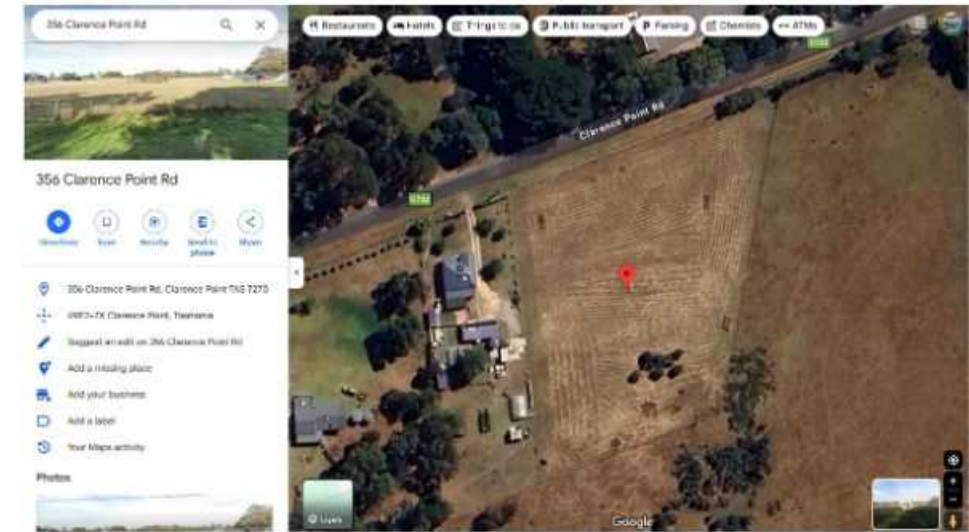 356 Clarence Point Rd
Restaurants
Hotels
Things to do
Public transport
Parking
Chemists
ATMs
Clarence Point Rd
356 Clarence Point Rd
Directions
Save
Nearby
Send to phone
Share
356 Clarence Point Rd, Clarence Point TAS 7270
Clarence Point, Tasmania
Suggest an edit on 356 Clarence Point Rd
Add a missing place
Add your business
Add a label
Your Maps activity
Photos
Layers
Google